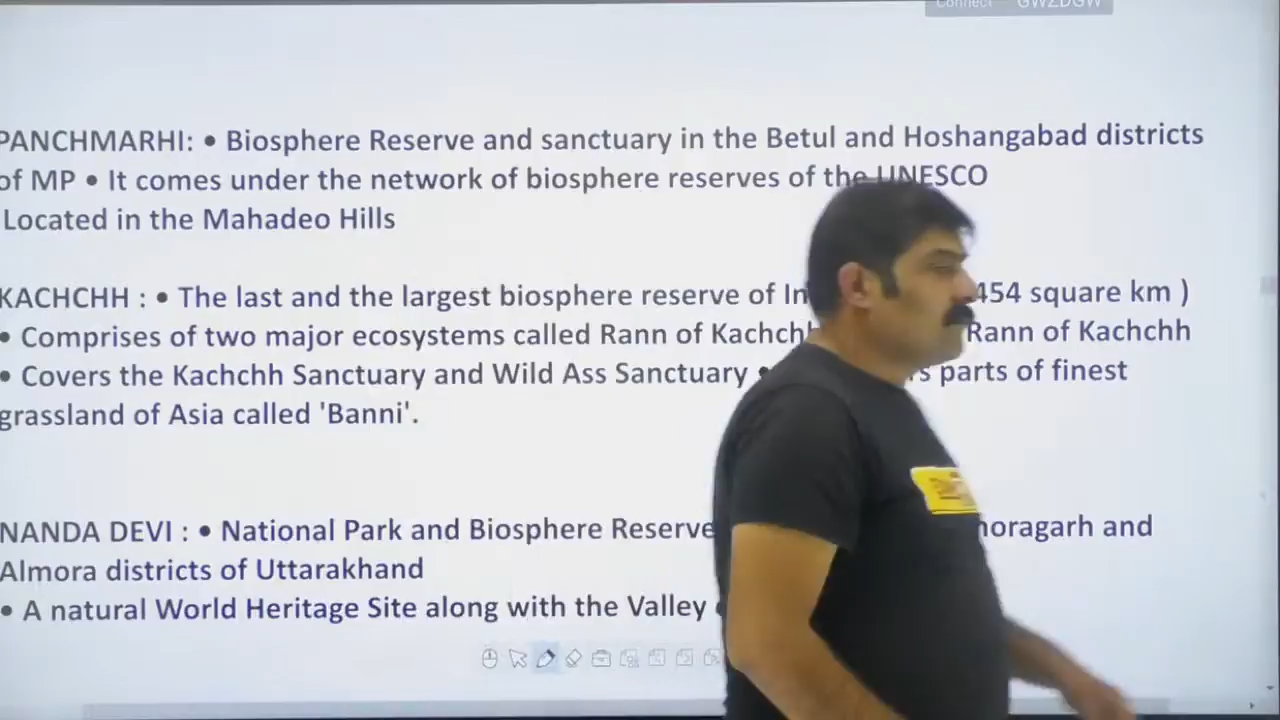 Connect GWZDGW
PANCHMARHI: • Biosphere Reserve and sanctuary in the Betul and Hoshangabad districts
of MP • It comes under the network of biosphere reserves of the UNESCO
Located in the Mahadeo Hills
KACHCHH : • The last and the largest biosphere reserve of In 454 square km )
• Comprises of two major ecosystems called Rann of Kachchh Rann of Kachchh
• Covers the Kachchh Sanctuary and Wild Ass Sanctuary • s parts of finest
grassland of Asia called 'Banni'.
NANDA DEVI : • National Park and Biosphere Reserve horagarh and
Almora districts of Uttarakhand
• A natural World Heritage Site along with the Valley